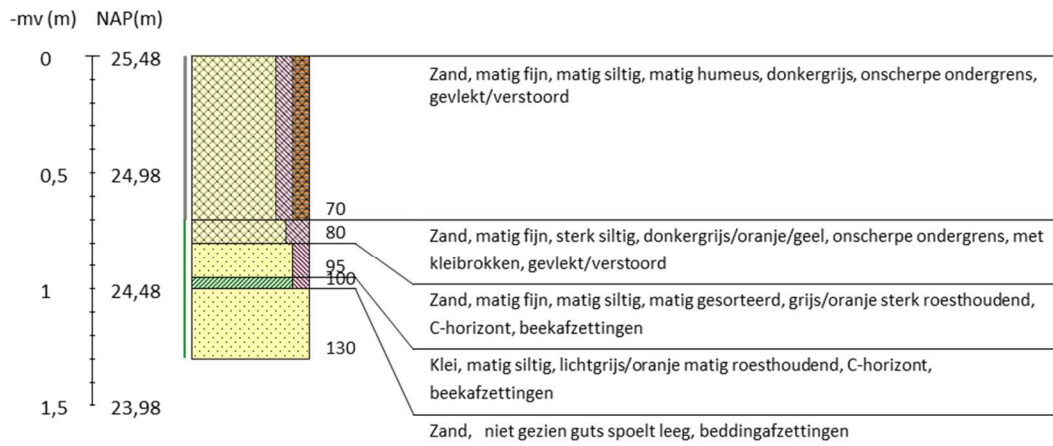 -mv (m) NAP(m)
0 25,48
Zand, matig fijn, matig siltig, matig humeus, donkergrijs, onscherpe ondergrens,
gevlekt/verstoord
0,5 24,98
70
80
Zand, matig fijn, sterk siltig, donkergrijs/oranje/geel, onscherpe ondergrens, met
kleibrokken, gevlekt/verstoord
95
100
1 24,48
Zand, matig fijn, matig siltig, matig gesorteerd, grijs/oranje sterk roesthoudend,
C-horizont, beekafzettingen
130
Klei, matig siltig, lichtgrijs/oranje matig roesthoudend, C-horizont,
beekafzettingen
1,5 23,98
Zand, niet gezien guts spoelt leeg, beddingafzettingen